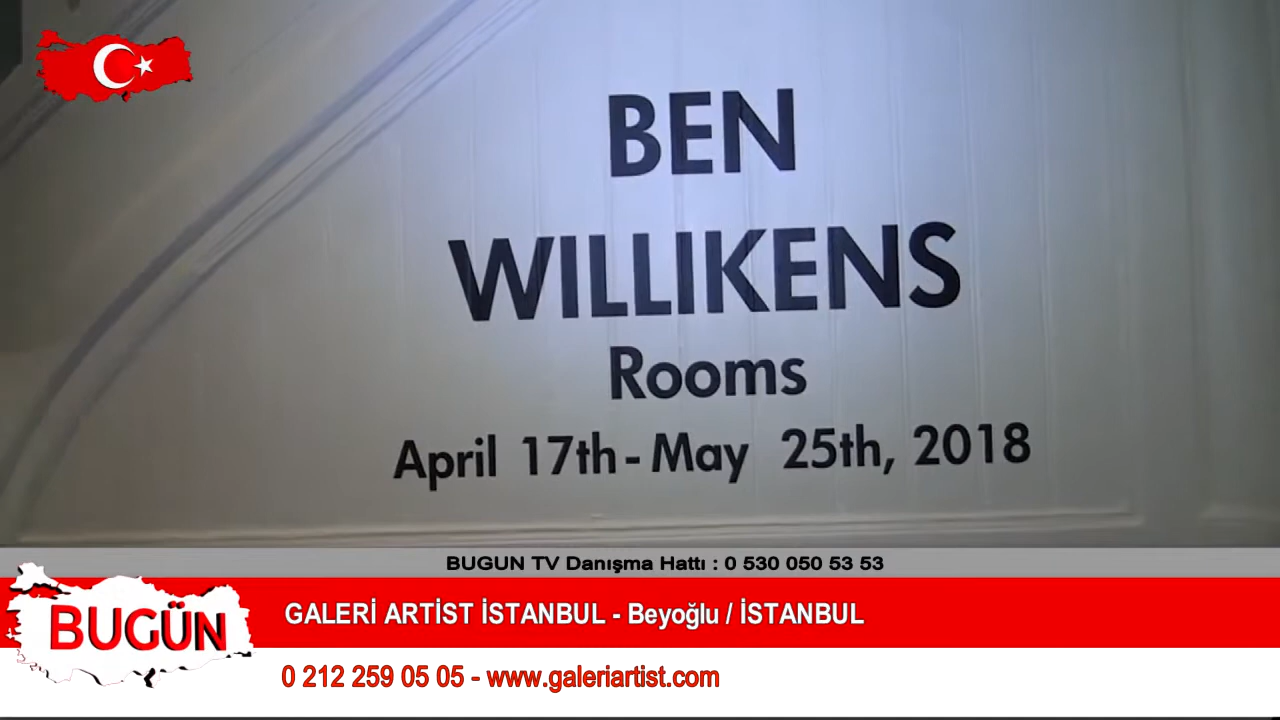 BEN
WILLIKENS
Rooms
April 17th - May 25th, 2018
BUGUN TV Danışma Hattı : 0 530 050 53 53
BUGÜN
GALERİ ARTİST İSTANBUL - Beyoğlu / İSTANBUL
0 212 259 05 05 - www.galeriartist.com